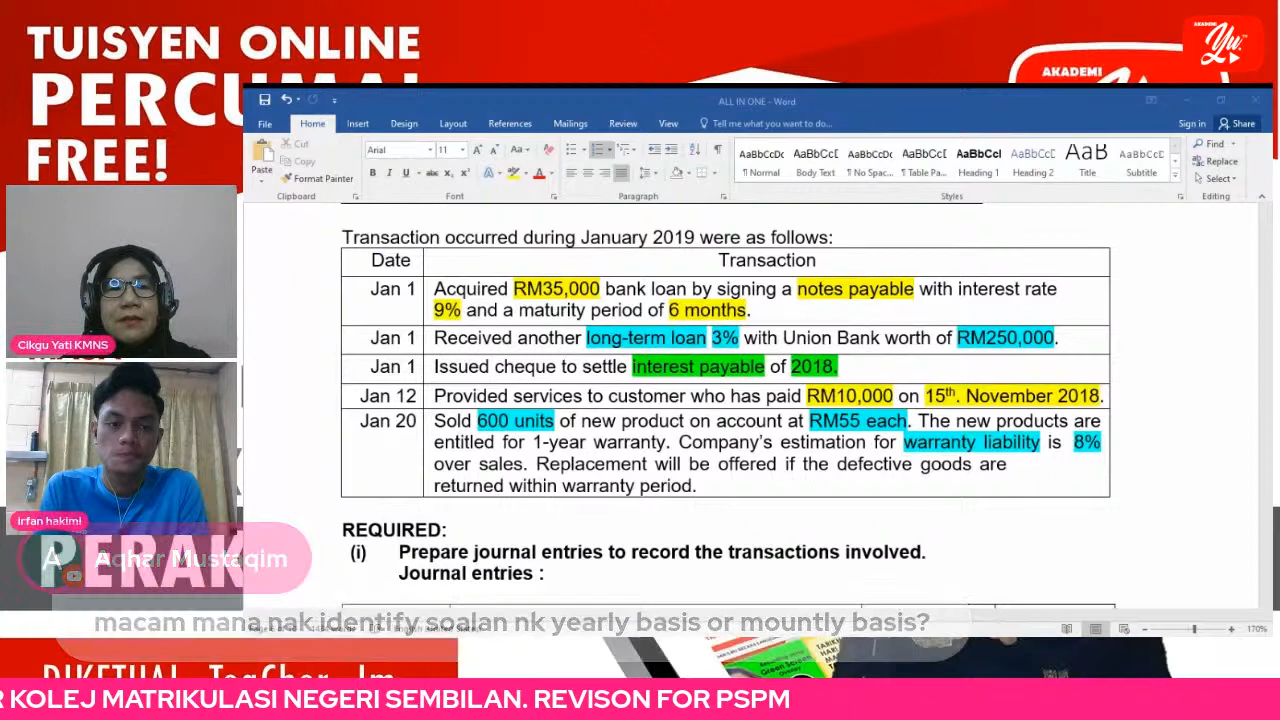 TUISYEN ONLINE
PERCUMA!
FREE!
AKADEMI
Yu
AKADEMI
ALL IN ONE - Word
File Home Insert Design Layout References Mailings Review View Tell me what you want to do... Sign in Share
Paste
Cut
Copy
Format Painter
Clipboard
Arial 11
Font
Paragraph
AaBbCcDc AaBbCcI AaBbCcDc AaBbCcI AaBbCcI AaBbCcI AaB AaBbCcDc
¶ Normal Body Text ¶ No Spac... ¶ Table Pa... Heading 1 Heading 2 Title Subtitle
Styles
Find
Replace
Select
Editing
Transaction occurred during January 2019 were as follows:
Date Transaction
Jan 1 Acquired RM35,000 bank loan by signing a notes payable with interest rate
9% and a maturity period of 6 months.
Jan 1 Received another long-term loan 3% with Union Bank worth of RM250,000.
Jan 1 Issued cheque to settle interest payable of 2018.
Jan 12 Provided services to customer who has paid RM10,000 on 15th. November 2018.
Jan 20 Sold 600 units of new product on account at RM55 each. The new products are
entitled for 1-year warranty. Company's estimation for warranty liability is 8%
over sales. Replacement will be offered if the defective goods are
returned within warranty period.
REQUIRED:
(i) Prepare journal entries to record the transactions involved.
Journal entries :
Cikgu Yati KMNS
irfan hakimi
PERAK
A Aqhar Mustaqim
macam mana nak identify soalan nk yearly basis or mountly basis?
170%
Green Screen
R KOLEJ MATRIKULASI NEGERI SEMBILAN. REVISON FOR PSPM